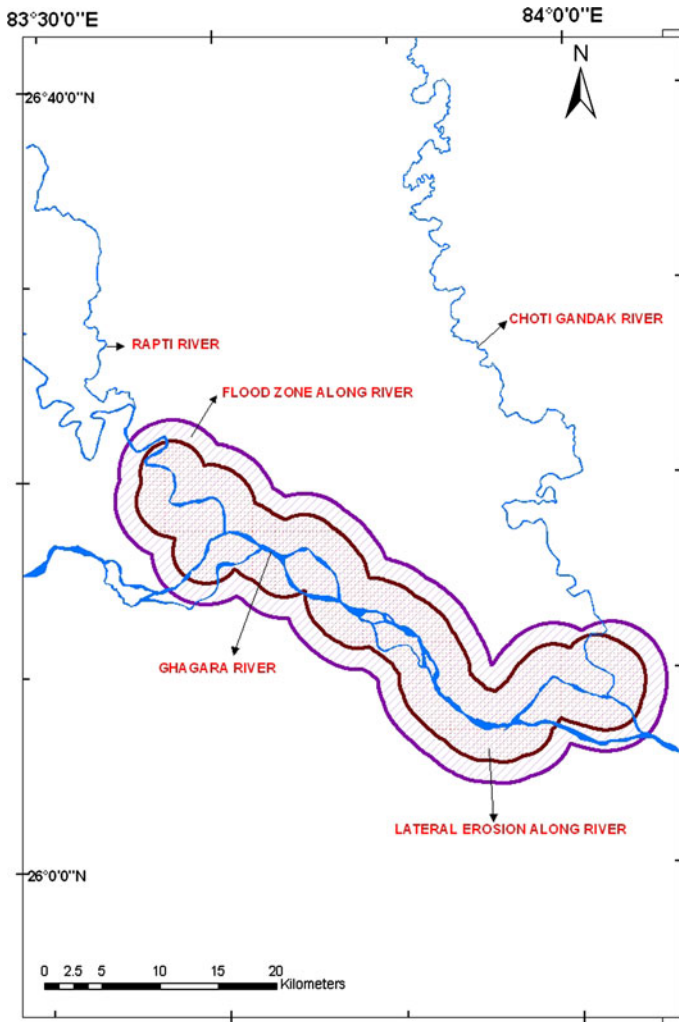 83°30'0"E 84°0'0"E
N
26°40'0"N
CHOTI GANDAK RIVER
RAPTI RIVER
FLOOD ZONE ALONG RIVER
GHAGARA RIVER
LATERAL EROSION ALONG RIVER
26°0'0"N
0 2.5 5 10 15 20
Kilometers